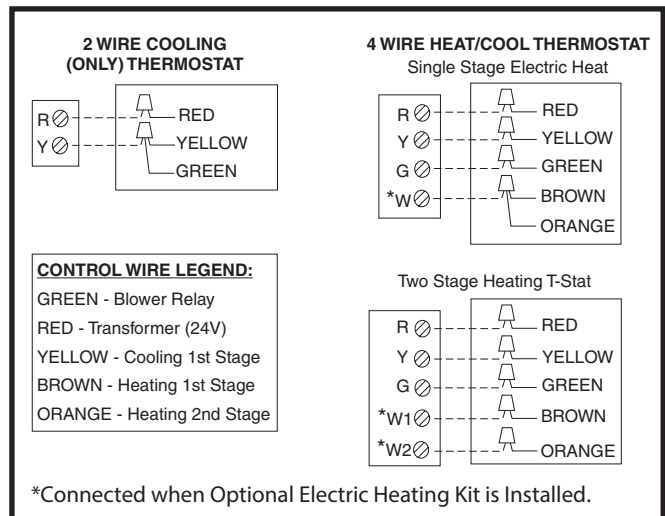 2 WIRE COOLING
(ONLY) THERMOSTAT
R
Y
RED
YELLOW
GREEN
CONTROL WIRE LEGEND:
GREEN - Blower Relay
RED - Transformer (24V)
YELLOW - Cooling 1st Stage
BROWN - Heating 1st Stage
ORANGE - Heating 2nd Stage
4 WIRE HEAT/COOL THERMOSTAT
Single Stage Electric Heat
R
Y
G
*W
RED
YELLOW
GREEN
BROWN
ORANGE
Two Stage Heating T-Stat
R
Y
G
*W1
*W2
RED
YELLOW
GREEN
BROWN
ORANGE
*Connected when Optional Electric Heating Kit is Installed.